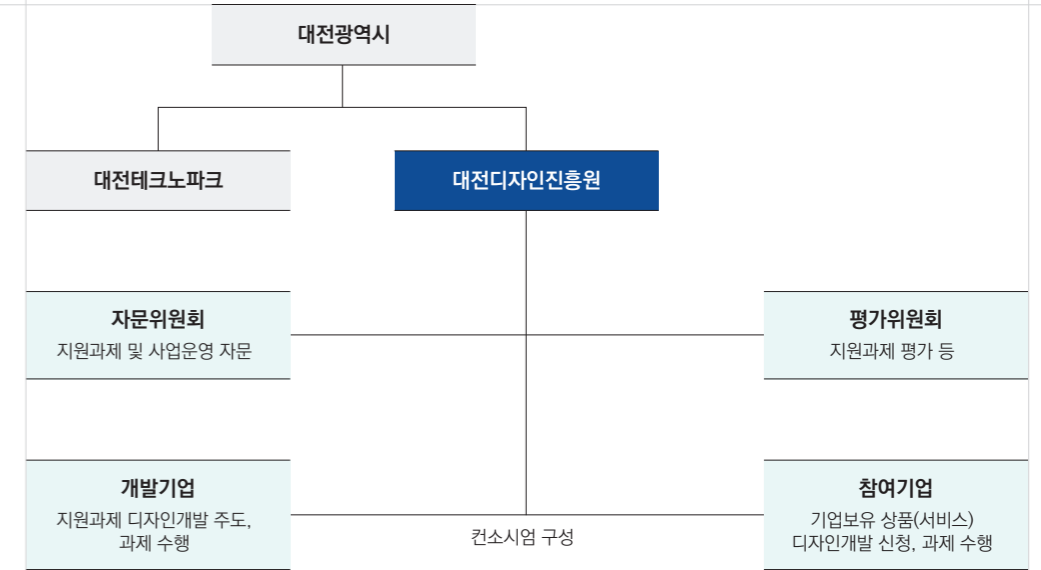 대전광역시
대전테크노파크
대전디자인진흥원
자문위원회
지원과제 및 사업운영 자문
평가위원회
지원과제 평가 등
개발기업
지원과제 디자인개발 주도,
과제 수행
컨소시엄 구성
참여기업
기업보유 상품(서비스)
디자인개발 신청, 과제 수행